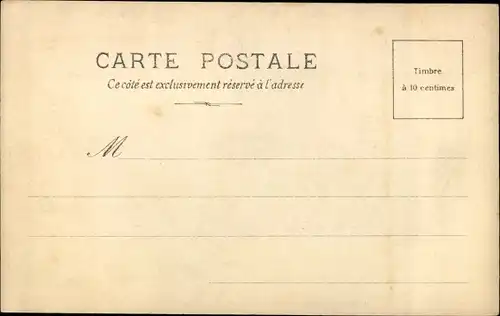 CARTE POSTALE
Ce côté est exclusivement réservé à l'adresse
Timbre
à 10 centimes
M